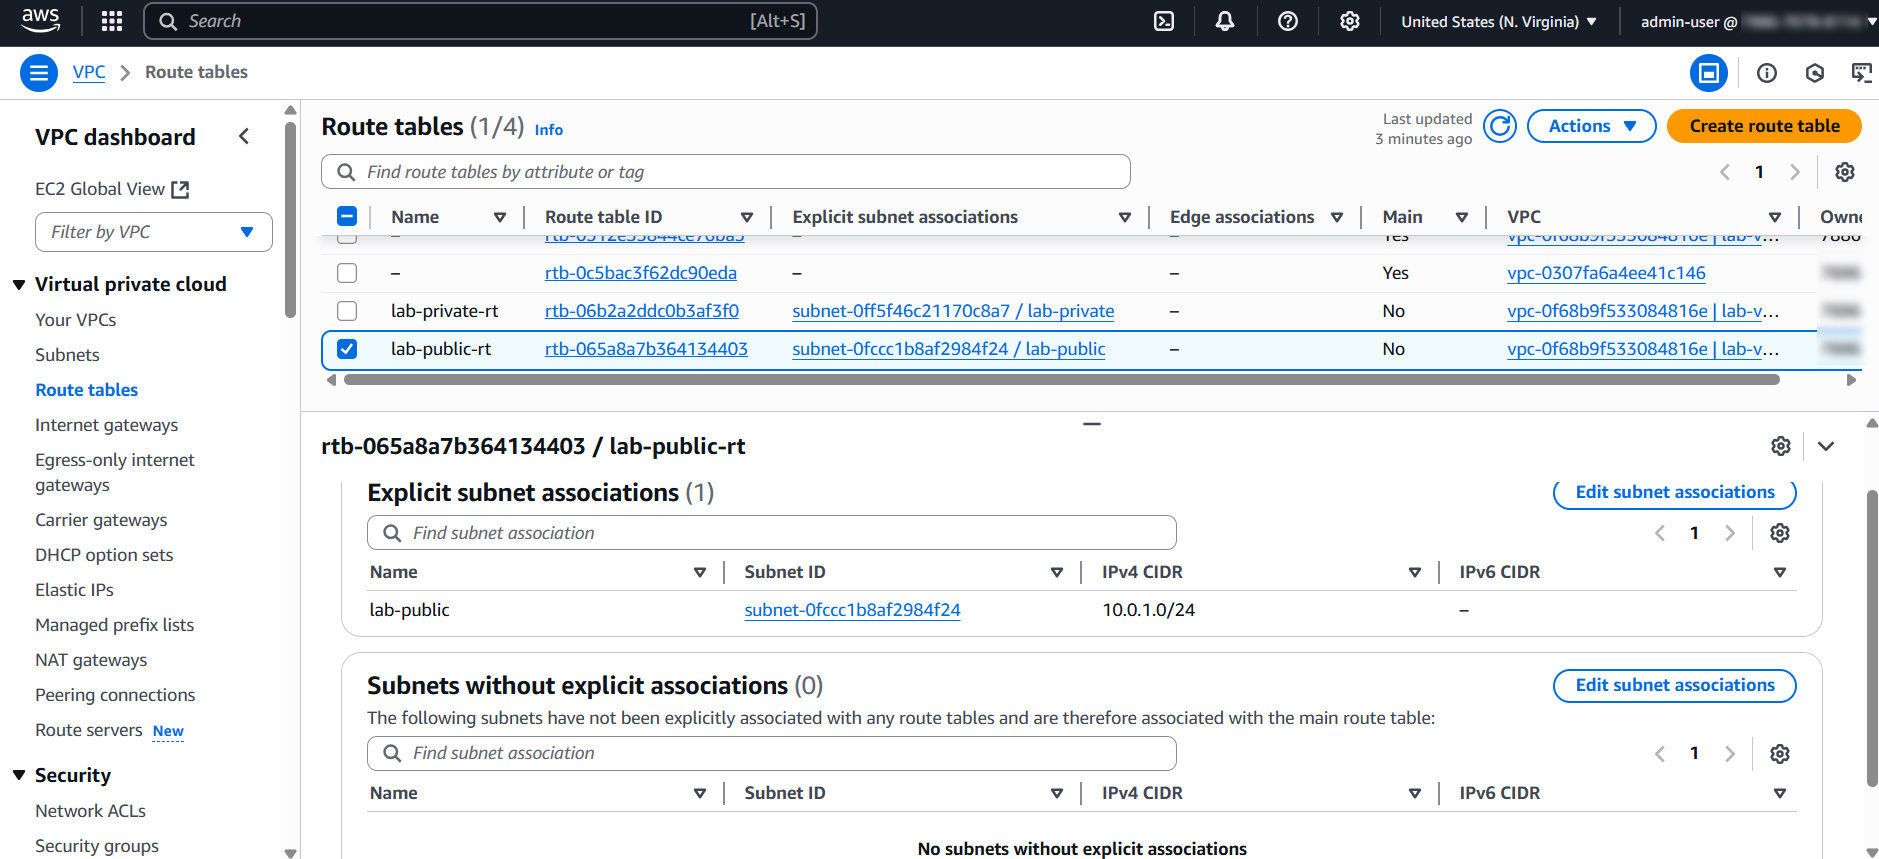 aws
Search [Alt+S]
United States (N. Virginia)
admin-user @
VPC Route tables
VPC dashboard
EC2 Global View
Filter by VPC
Virtual private cloud
Your VPCs
Subnets
Route tables
Internet gateways
Egress-only internet
gateways
Carrier gateways
DHCP option sets
Elastic IPs
Managed prefix lists
NAT gateways
Peering connections
Route servers New
Security
Network ACLs
Security groups
Route tables (1/4) Info
Last updated
3 minutes ago
Actions
Create route table
Find route tables by attribute or tag
1
Name Route table ID Explicit subnet associations Edge associations Main VPC Owne
– – – Yes vpc-0f68b9f533084816e | lab-v...
– rtb-0c5bac3f62dc90eda – – Yes vpc-0307fa6a4ee41c146
lab-private-rt rtb-06b2a2ddc0b3af3f0 subnet-0ff5f46c21170c8a7 / lab-private – No vpc-0f68b9f533084816e | lab-v...
lab-public-rt rtb-065a8a7b364134403 subnet-0fccc1b8af2984f24 / lab-public – No vpc-0f68b9f533084816e | lab-v...
rtb-065a8a7b364134403 / lab-public-rt
Explicit subnet associations (1)
Edit subnet associations
Find subnet association
1
Name Subnet ID IPv4 CIDR IPv6 CIDR
lab-public subnet-0fccc1b8af2984f24 10.0.1.0/24 –
Subnets without explicit associations (0)
Edit subnet associations
The following subnets have not been explicitly associated with any route tables and are therefore associated with the main route table:
Find subnet association
1
Name Subnet ID IPv4 CIDR IPv6 CIDR
No subnets without explicit associations